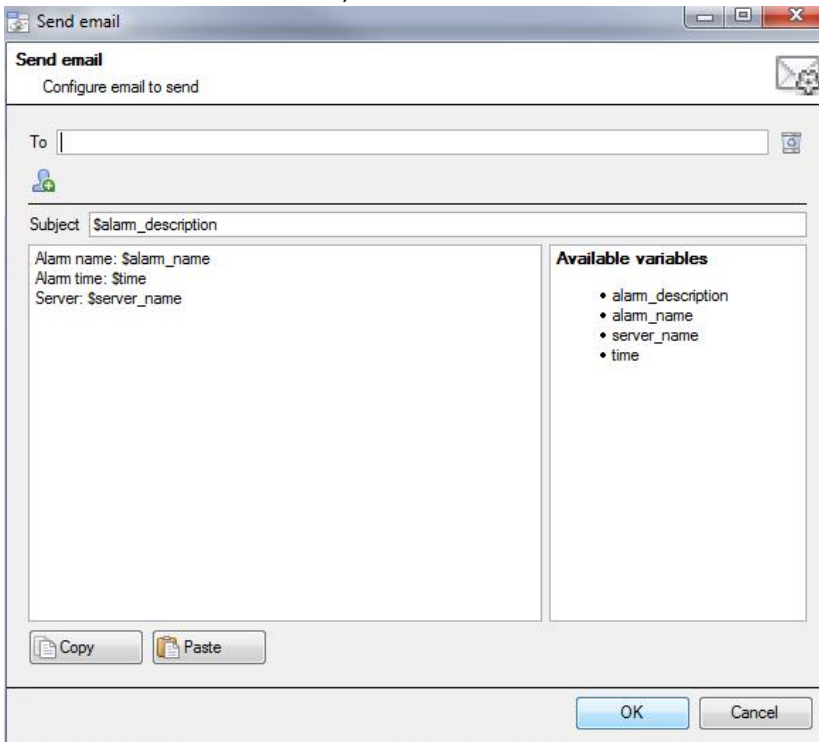 Send email
Send email
Configure email to send
To
Subject $alarm_description
Alarm name: $alarm_name
Alarm time: $time
Server: $server_name
Available variables
• alarm_description
• alarm_name
• server_name
• time
Copy Paste
OK Cancel